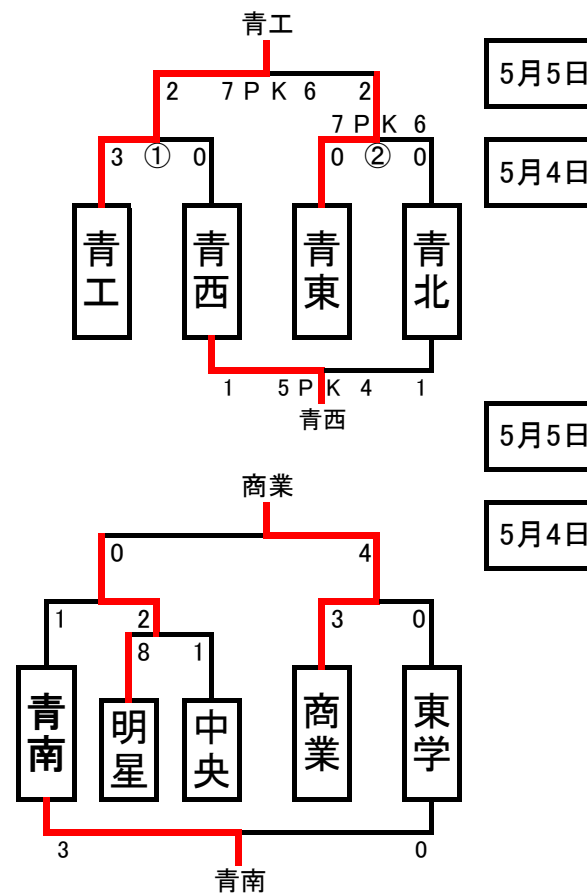 青工
5月5日
2 7PK6 2
7PK6
3 ① 0 0 ② 0
5月4日
青工 青西 青東 青北
1 5PK4 1
青西
5月5日
商業
5月4日
0 4
1 2 3 0
8 1
青南 明星 中央 商業 東学
3 0
青南